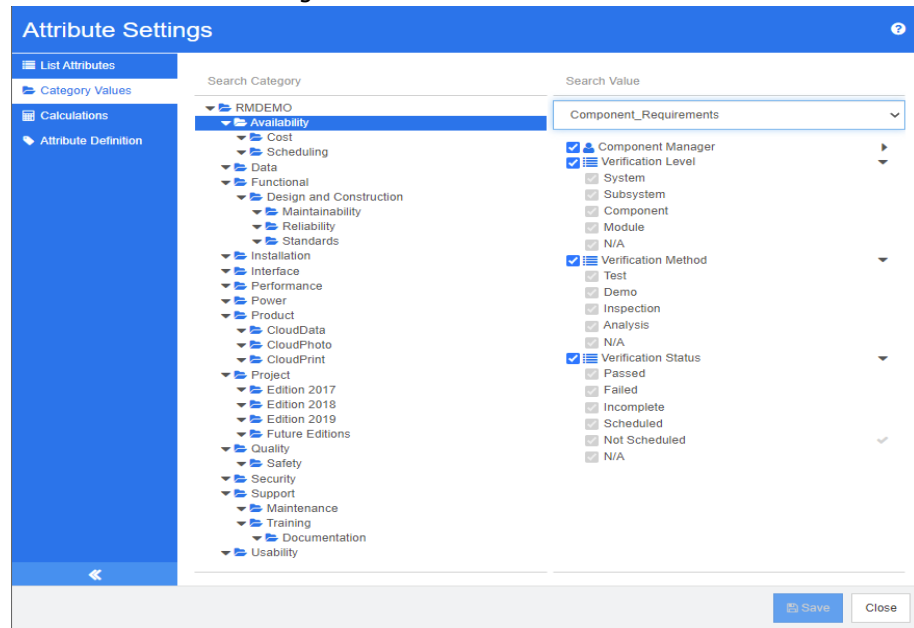 Attribute Settings
List Attributes
Category Values
Calculations
Attribute Definition
Search Category
RMDEMO
Availability
Cost
Scheduling
Data
Functional
Design and Construction
Maintainability
Reliability
Standards
Installation
Interface
Performance
Power
Product
CloudData
CloudPhoto
CloudPrint
Project
Edition 2017
Edition 2018
Edition 2019
Future Editions
Quality
Safety
Security
Support
Maintenance
Training
Documentation
Usability
Search Value
Component_Requirements
Component Manager
Verification Level
System
Subsystem
Component
Module
N/A
Verification Method
Test
Demo
Inspection
Analysis
N/A
Verification Status
Passed
Failed
Incomplete
Scheduled
Not Scheduled
N/A
Save
Close